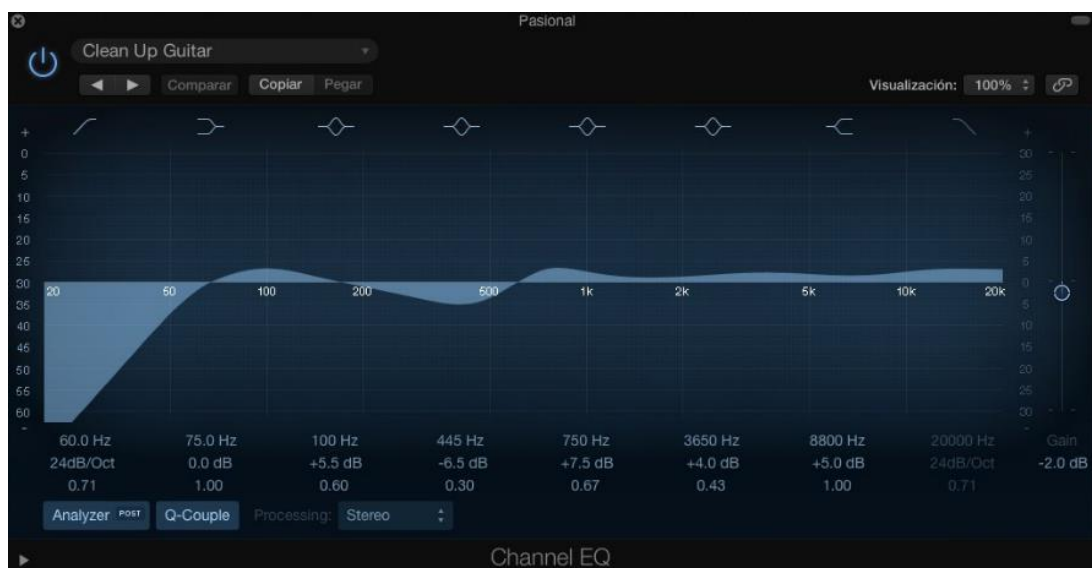 Pasional
Clean Up Guitar
Comparar Copiar Pegar Visualización: 100%
+ +
0 30
5 25
10 20
15 15
20 10
25 5
30 20 50 100 200 500 1k 2k 5k 10k 20k 0
35 5
40 10
45 15
50 20
55 25
60 30
- -
60.0 Hz 75.0 Hz 100 Hz 445 Hz 750 Hz 3650 Hz 8800 Hz 20000 Hz Gain
24dB/Oct 0.0 dB +5.5 dB -6.5 dB +7.5 dB +4.0 dB +5.0 dB 24dB/Oct -2.0 dB
0.71 1.00 0.60 0.30 0.67 0.43 1.00 0.71
Analyzer POST Q-Couple Processing: Stereo
Channel EQ